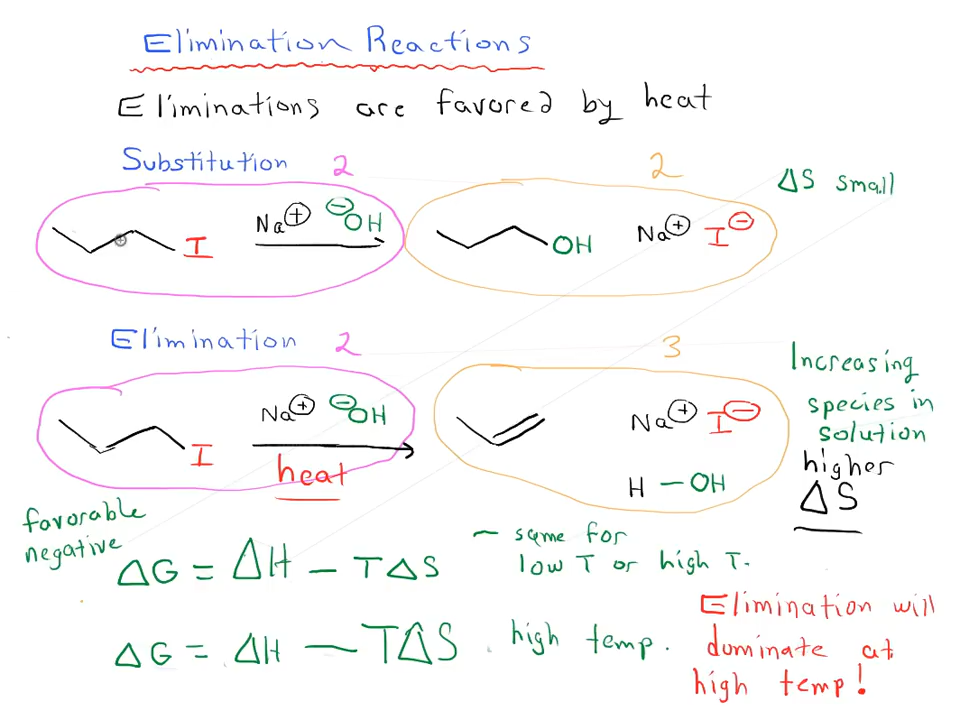 Elimination Reactions
Eliminations are favored by heat
Substitution 2 2
ΔS small
I Na⊕ ⊖OH OH Na⊕ I⊖
Elimination 2 3
Increasing
species in
solution
higher
ΔS
I Na⊕ ⊖OH Na⊕ I⊖
heat
H – OH
favorable
negative
ΔG = ΔH – TΔS
~ same for
low T or high T.
ΔG = ΔH – TΔS . high temp.
Elimination will
dominate at
high temp!